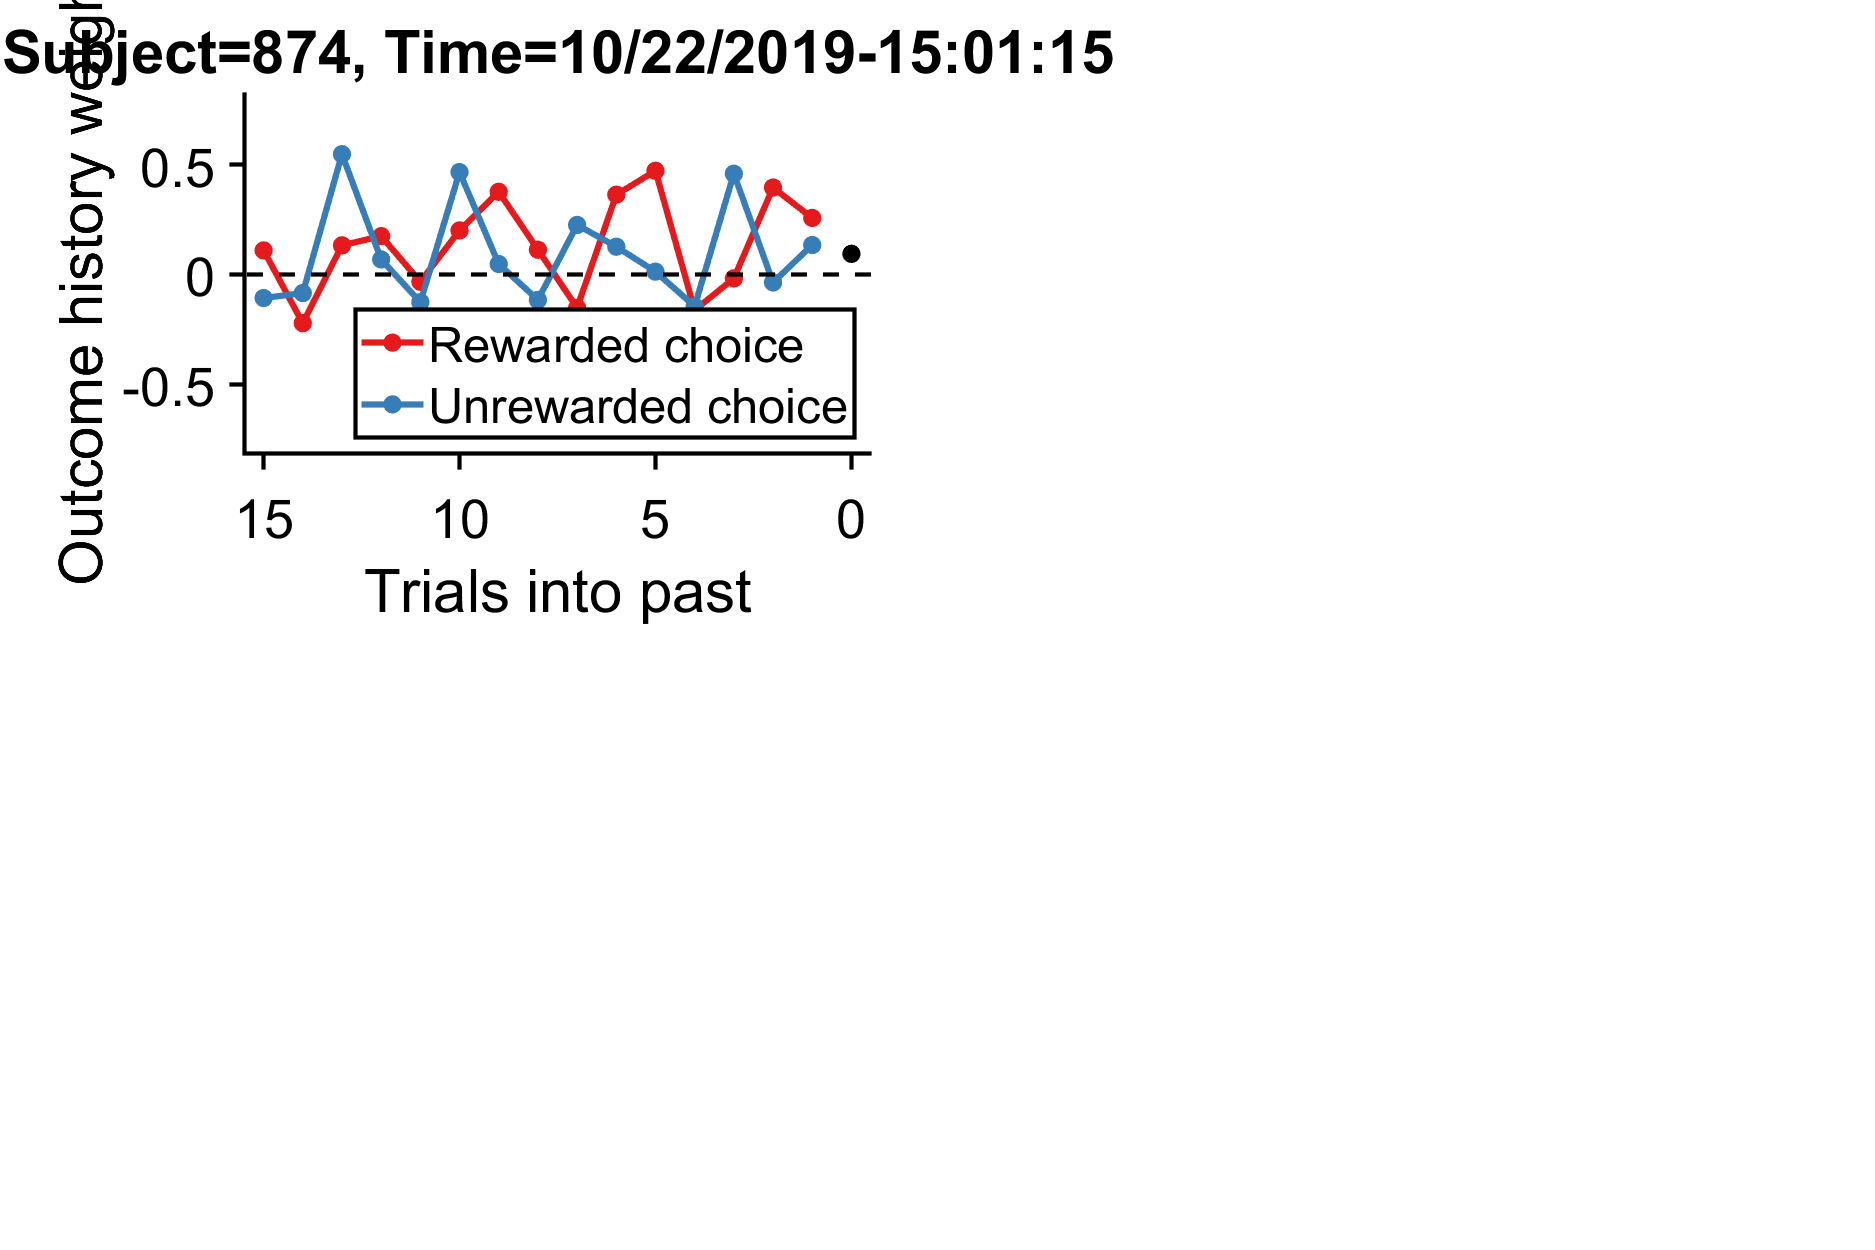 Subject=874, Time=10/22/2019-15:01:15
Outcome history
0.5
0
-0.5
Rewarded choice
Unrewarded choice
15 10 5 0
Trials into past